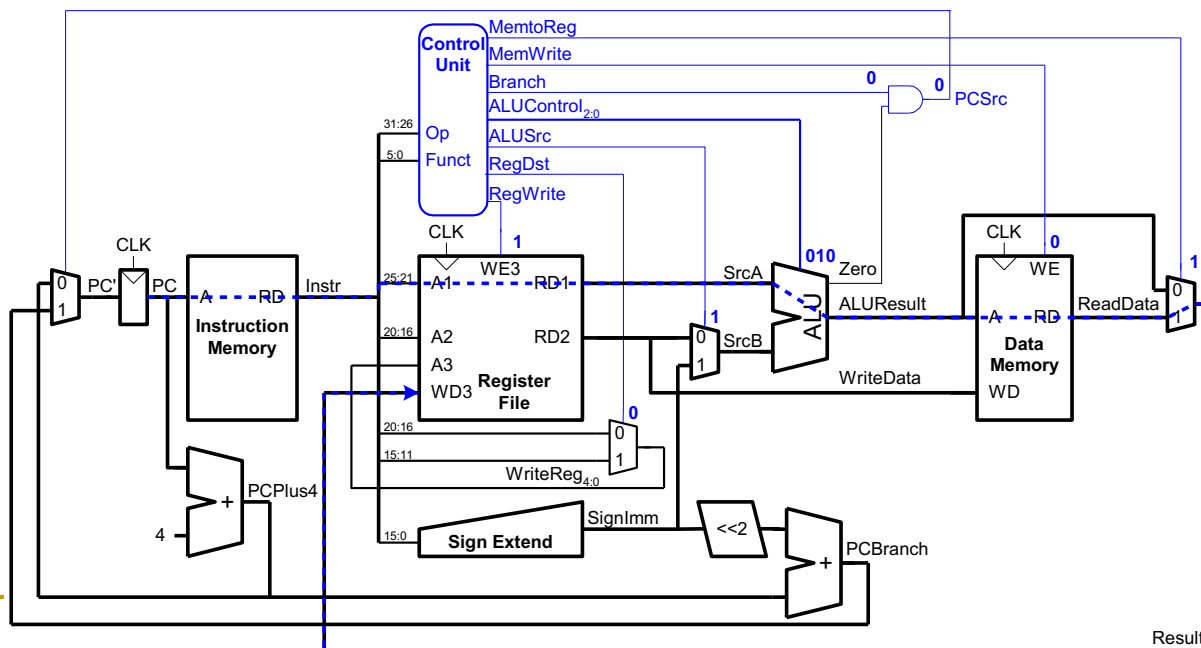 MemtoReg
Control
Unit
MemWrite
Branch
0
0
PCSrc
ALUControl2:0
31:26
Op
ALUSrc
5:0
Funct
RegDst
RegWrite
CLK
CLK
1
CLK
010
Zero
0
1
0
1
PC'
PC
A
RD
Instr
25:21
A1
WE3
RD1
SrcA
ALU
ALUResult
WE
A
RD
ReadData
0
1
Instruction
Memory
20:16
A2
RD2
1
0
1
SrcB
Data
Memory
A3
WD3
Register
File
WriteData
WD
0
20:16
0
15:11
1
WriteReg4:0
PCPlus4
+
4
SignImm
15:0
Sign Extend
<<2
+
PCBranch
Result